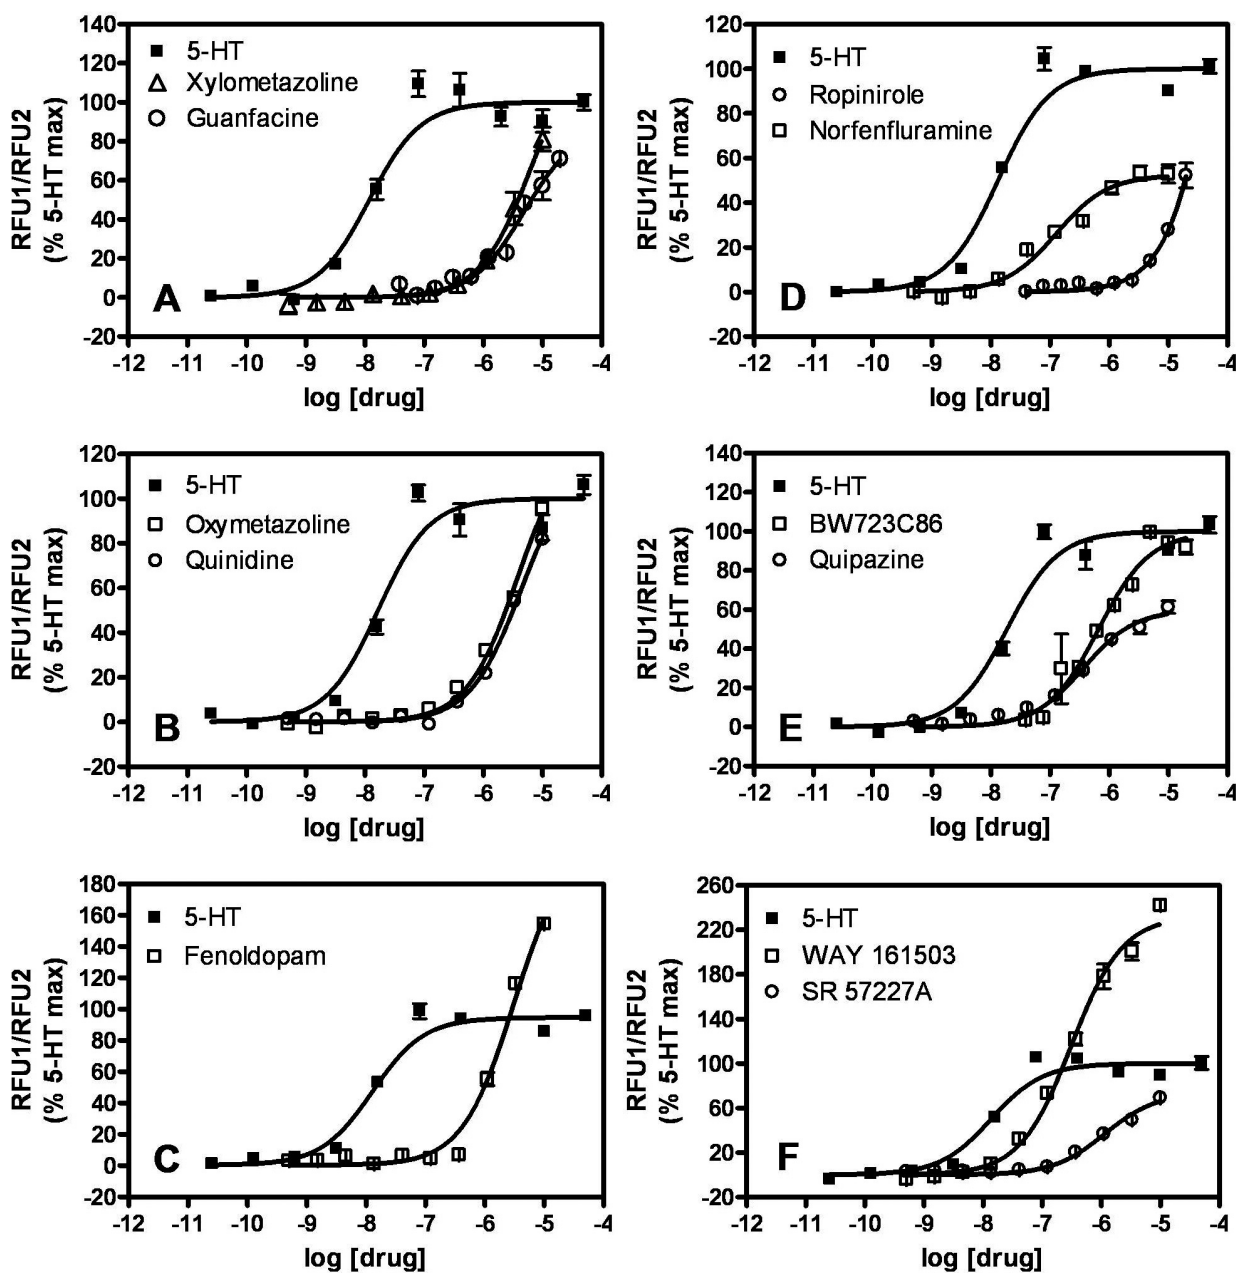 RFU1/RFU2
(% 5-HT max)
140
120
100
80
60
40
20
0
-20
5-HT
Xylometazoline
Guanfacine
A
-12 -11 -10 -9 -8 -7 -6 -5 -4
log [drug]
RFU1/RFU2
(% 5-HT max)
120
100
80
60
40
20
0
-20
5-HT
Ropinirole
Norfenfluramine
D
-12 -11 -10 -9 -8 -7 -6 -5 -4
log [drug]
RFU1/RFU2
(% 5-HT max)
120
100
80
60
40
20
0
-20
5-HT
Oxymetazoline
Quinidine
B
-12 -11 -10 -9 -8 -7 -6 -5 -4
log [drug]
RFU1/RFU2
(% 5-HT max)
140
120
100
80
60
40
20
0
-20
5-HT
BW723C86
Quipazine
E
-12 -11 -10 -9 -8 -7 -6 -5 -4
log [drug]
RFU1/RFU2
(% 5-HT max)
180
160
140
120
100
80
60
40
20
0
-20
5-HT
Fenoldopam
C
-12 -11 -10 -9 -8 -7 -6 -5 -4
log [drug]
RFU1/RFU2
(% 5-HT max)
260
220
180
140
100
60
20
-20
5-HT
WAY 161503
SR 57227A
F
-12 -11 -10 -9 -8 -7 -6 -5 -4
log [drug]